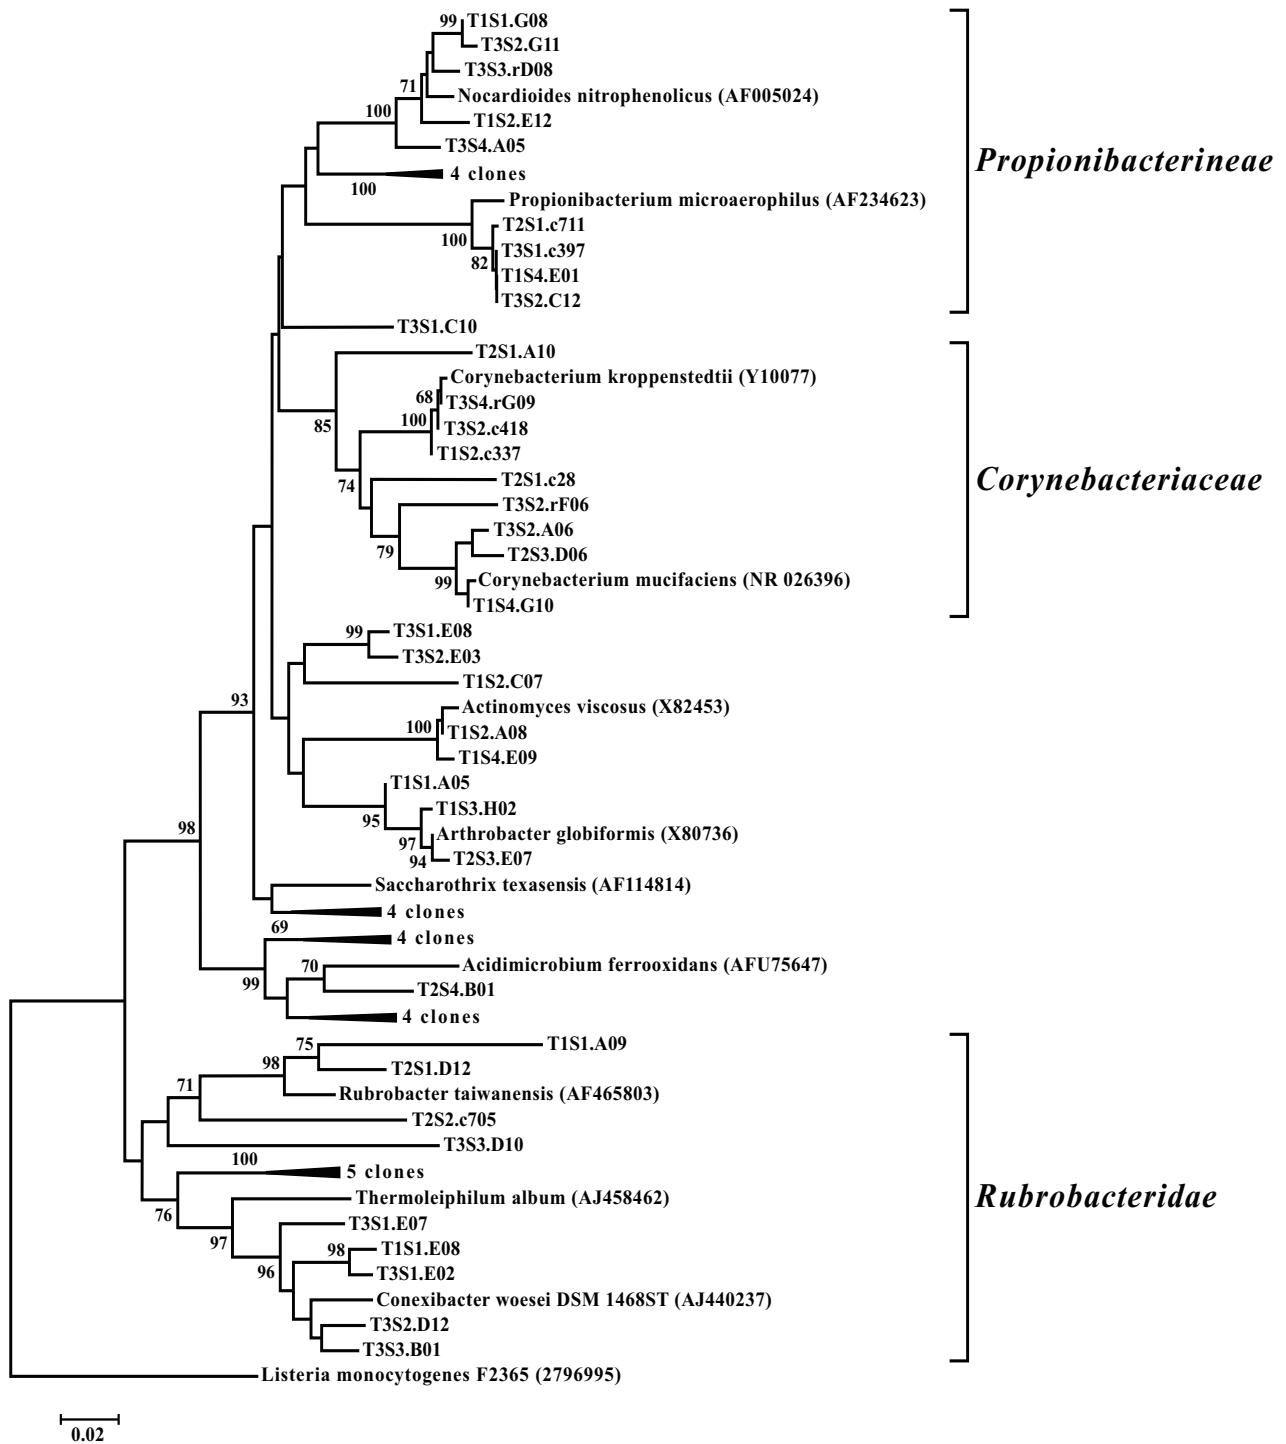 99
T1S1.G08
T3S2.G11
T3S3.rD08
71
Nocardioides nitrophenolicus (AF005024)
100
T1S2.E12
T3S4.A05
4 clones
100
Propionibacterineae
Propionibacterium microaerophilus (AF234623)
T2S1.c711
100
T3S1.c397
82
T1S4.E01
T3S2.C12
T3S1.C10
T2S1.A10
Corynebacterium kroppenstedtii (Y10077)
68
T3S4.rG09
100
85
T3S2.c418
T1S2.c337
74
T2S1.c28
Corynebacteriaceae
T3S2.rF06
T3S2.A06
79
T2S3.D06
99
Corynebacterium mucifaciens (NR 026396)
T1S4.G10
99
T3S1.E08
T3S2.E03
T1S2.C07
93
Actinomyces viscosus (X82453)
100
T1S2.A08
T1S4.E09
T1S1.A05
T1S3.H02
95
98
Arthrobacter globiformis (X80736)
97
94
T2S3.E07
Saccharothrix texasensis (AF114814)
4 clones
69
4 clones
70
Acidimicrobium ferrooxidans (AFU75647)
99
T2S4.B01
4 clones
75
T1S1.A09
98
T2S1.D12
71
Rubrobacter taiwanensis (AF465803)
T2S2.c705
T3S3.D10
100
5 clones
Rubrobacteridae
Thermoleiphilum album (AJ458462)
76
T3S1.E07
97
98
T1S1.E08
96
T3S1.E02
Conexibacter woesei DSM 1468ST (AJ440237)
T3S2.D12
T3S3.B01
Listeria monocytogenes F2365 (2796995)
0.02